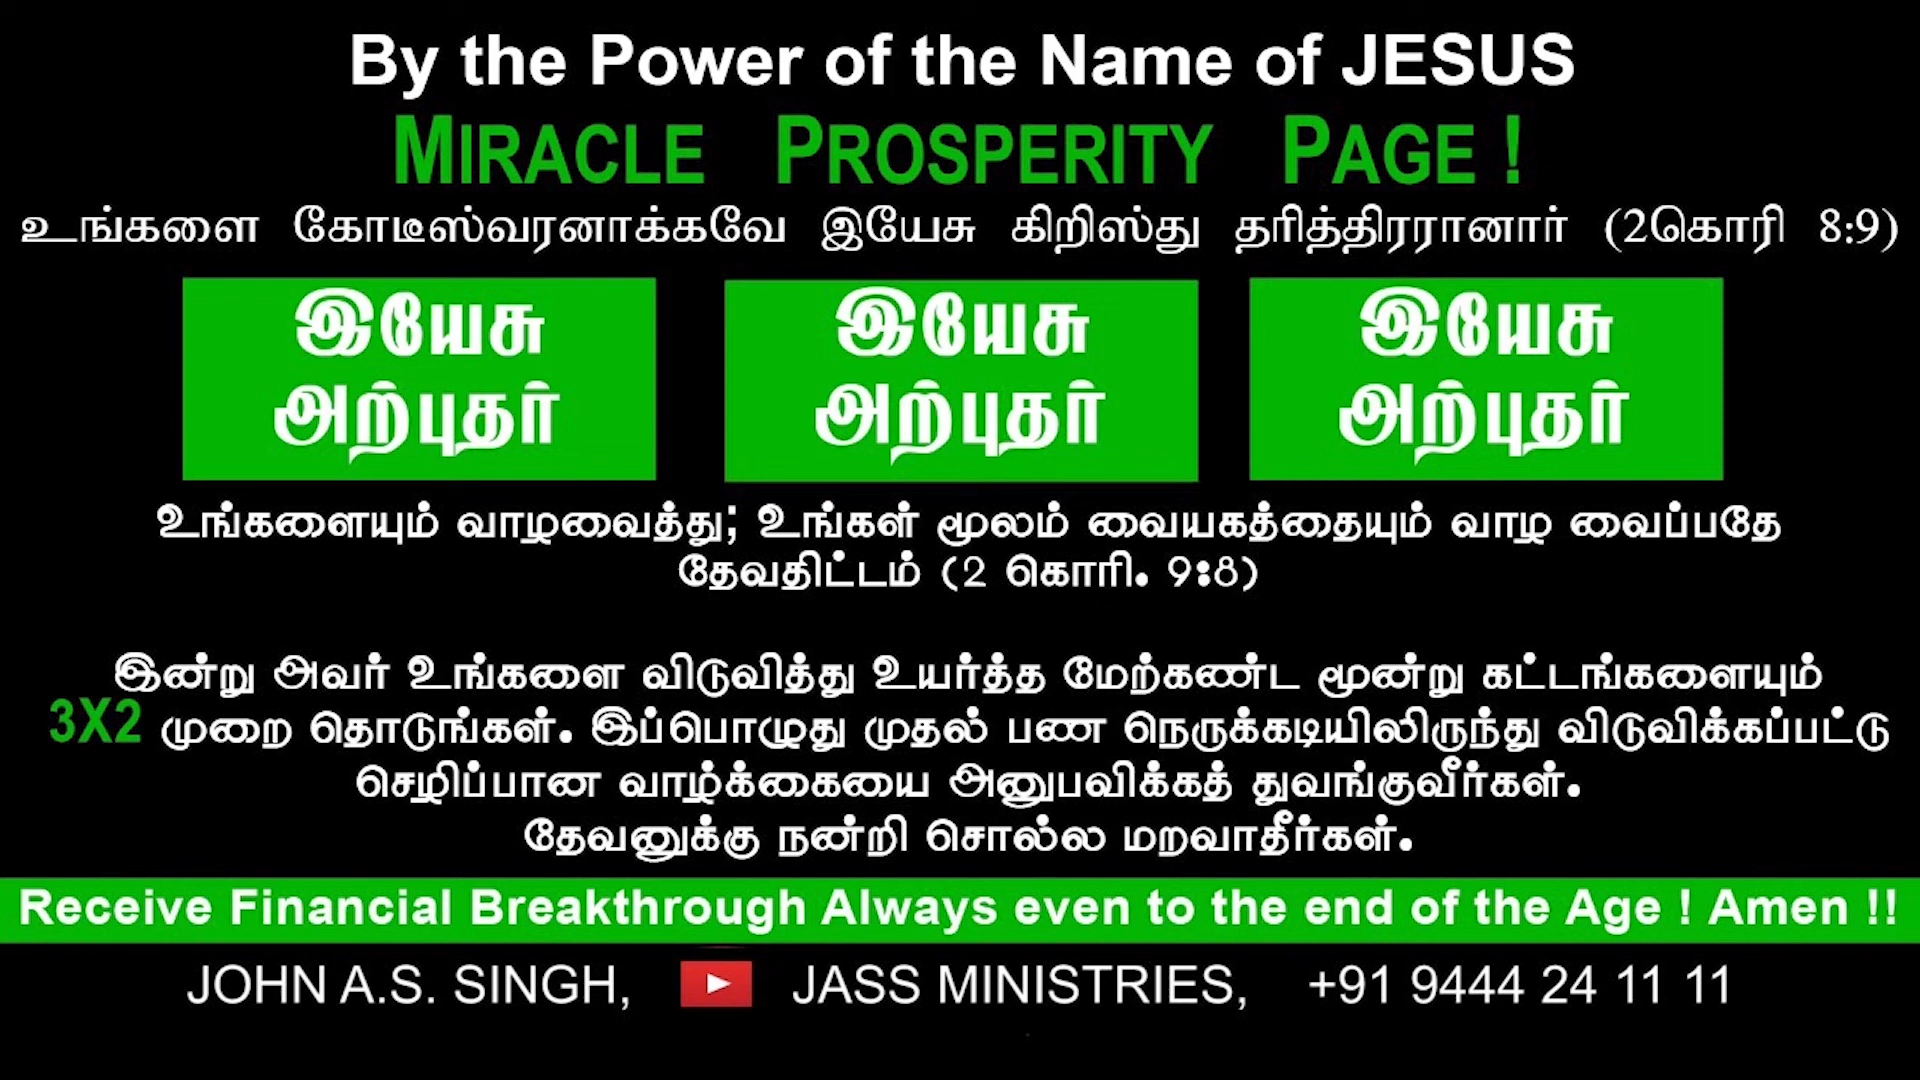 By the Power of the Name of JESUS
MIRACLE PROSPERITY PAGE !
உங்களை கோடீஸ்வரனாக்கவே இயேசு கிறிஸ்து தரித்திரரானார் (2கொரி 8:9)
இயேசு அற்புதர்
இயேசு அற்புதர்
இயேசு அற்புதர்
உங்களையும் வாழவைத்து; உங்கள் மூலம் வையகத்தையும் வாழ வைப்பதே
தேவதிட்டம் (2 கொரி. 9:8)
இன்று அவர் உங்களை விடுவித்து உயர்த்த மேற்கண்ட மூன்று கட்டங்களையும்
3X2 முறை தொடுங்கள். இப்பொழுது முதல் பண நெருக்கடியிலிருந்து விடுவிக்கப்பட்டு
செழிப்பான வாழ்க்கையை அனுபவிக்கத் துவங்குவீர்கள்.
தேவனுக்கு நன்றி சொல்ல மறவாதீர்கள்.
Receive Financial Breakthrough Always even to the end of the Age ! Amen !!
JOHN A.S. SINGH, JASS MINISTRIES, +91 9444 24 11 11